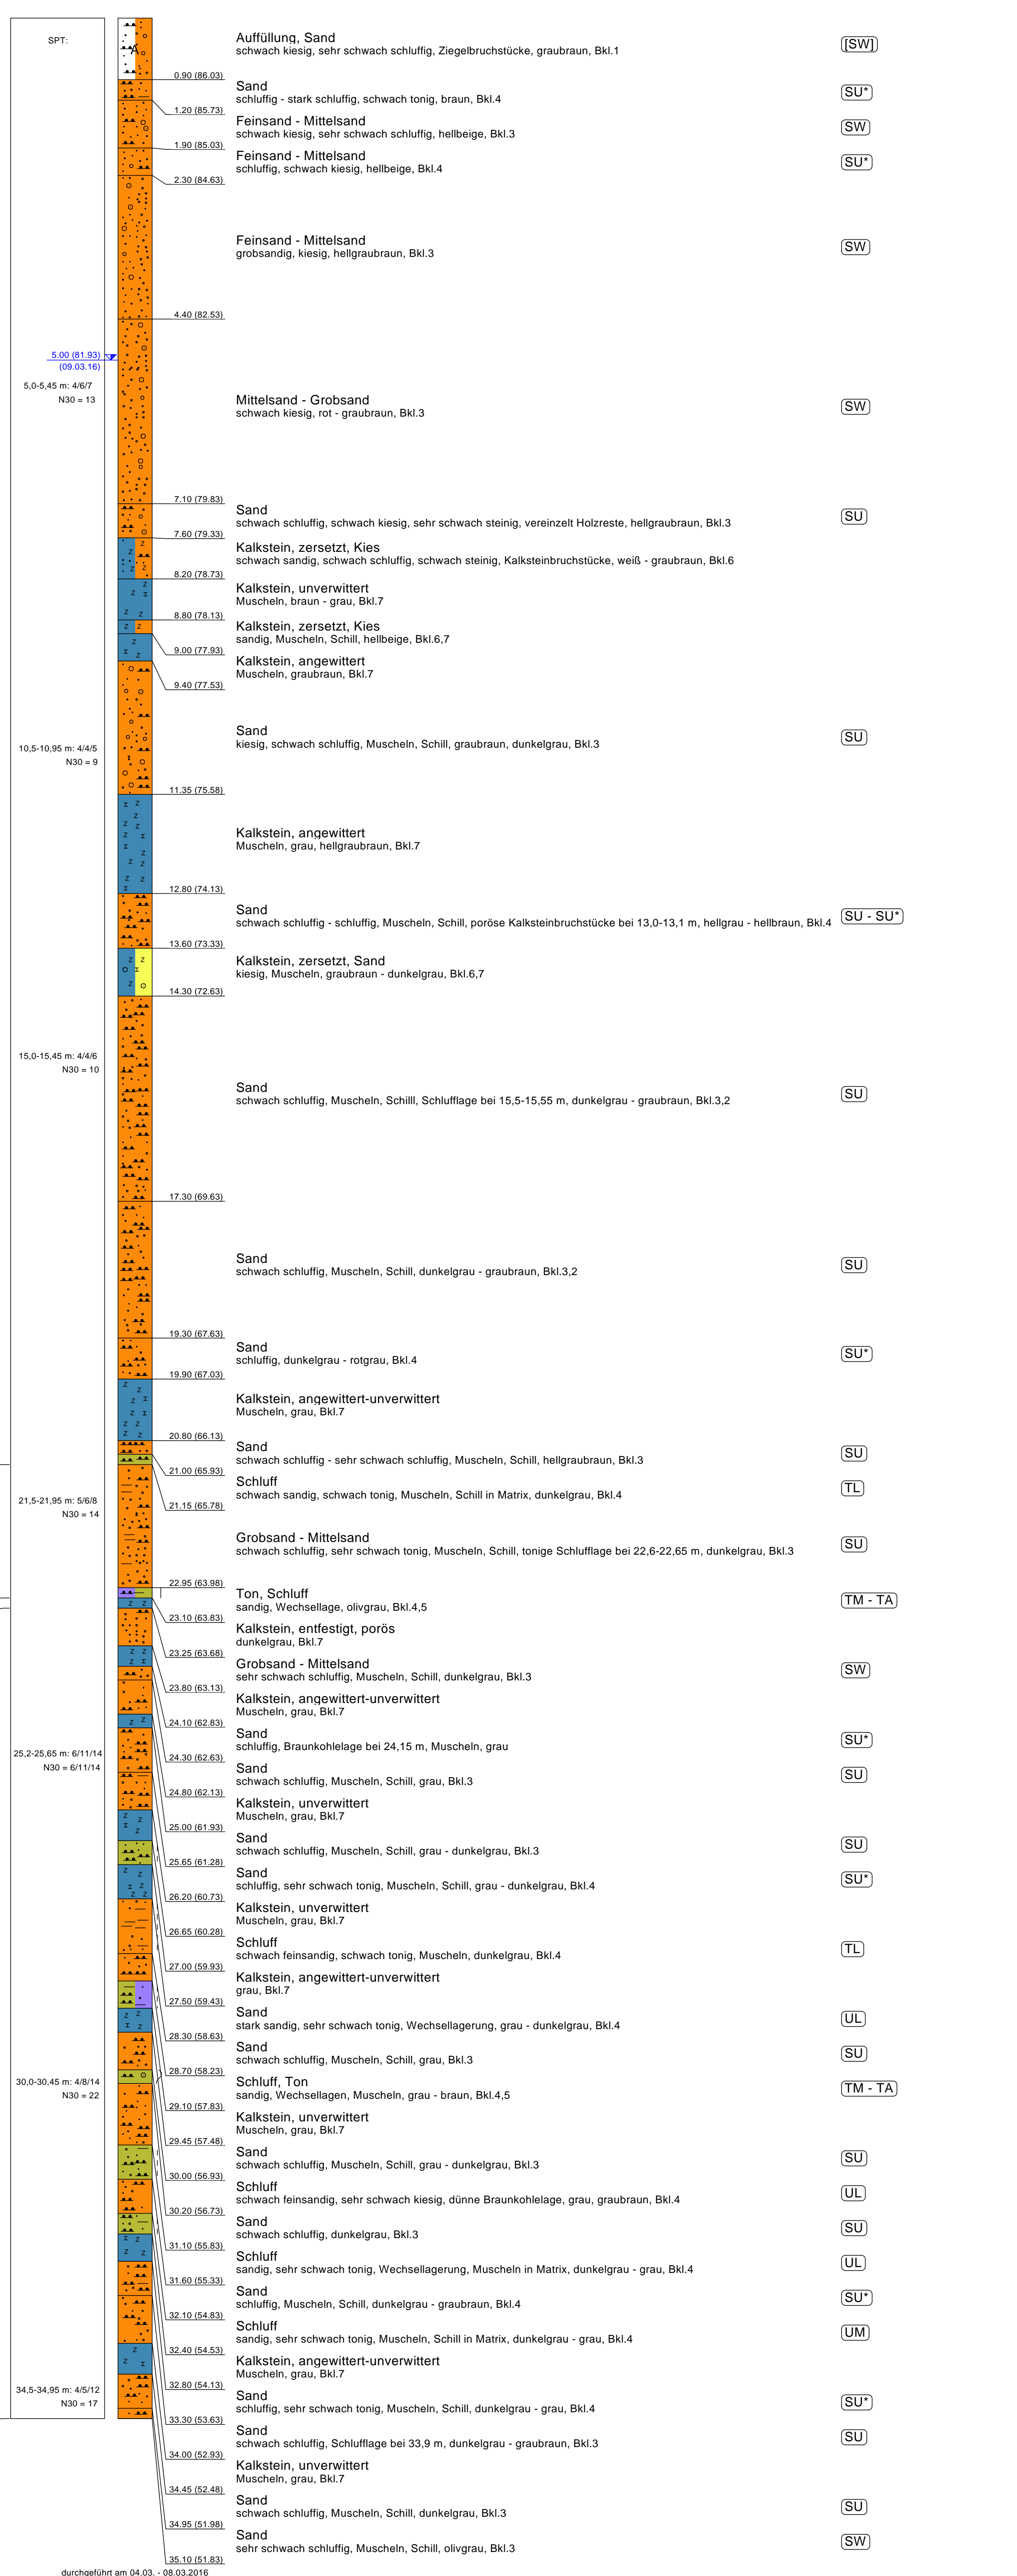 SPT:
A
Auffüllung, Sand
schwach kiesig, sehr schwach schluffig, Ziegelbruchstücke, graubraun, Bkl.1
[SW]
0.90 (86.03)
Sand
schluffig - stark schluffig, schwach tonig, braun, Bkl.4
SU*
1.20 (85.73)
Feinsand - Mittelsand
schwach kiesig, sehr schwach schluffig, hellbeige, Bkl.3
SW
1.90 (85.03)
Feinsand - Mittelsand
schluffig, schwach kiesig, hellbeige, Bkl.4
SU*
2.30 (84.63)
Feinsand - Mittelsand
grobsandig, kiesig, hellgraubraun, Bkl.3
SW
4.40 (82.53)
5.00 (81.93)
(09.03.16)
5,0-5,45 m: 4/6/7
N30 = 13
Mittelsand - Grobsand
schwach kiesig, rot - graubraun, Bkl.3
SW
7.10 (79.83)
Sand
schwach schluffig, schwach kiesig, sehr schwach steinig, vereinzelt Holzreste, hellgraubraun, Bkl.3
SU
7.60 (79.33)
Kalkstein, zersetzt, Kies
schwach sandig, schwach schluffig, schwach steinig, Kalksteinbruchstücke, weiß - graubraun, Bkl.6
8.20 (78.73)
Kalkstein, unverwittert
Muscheln, braun - grau, Bkl.7
8.80 (78.13)
Kalkstein, zersetzt, Kies
sandig, Muscheln, Schill, hellbeige, Bkl.6,7
9.00 (77.93)
Kalkstein, angewittert
Muscheln, graubraun, Bkl.7
9.40 (77.53)
Sand
kiesig, schwach schluffig, Muscheln, Schill, graubraun, dunkelgrau, Bkl.3
SU
10,5-10,95 m: 4/4/5
N30 = 9
11.35 (75.58)
Kalkstein, angewittert
Muscheln, grau, hellgraubraun, Bkl.7
12.80 (74.13)
Sand
schwach schluffig - schluffig, Muscheln, Schill, poröse Kalksteinbruchstücke bei 13,0-13,1 m, hellgrau - hellbraun, Bkl.4
SU - SU*
13.60 (73.33)
Kalkstein, zersetzt, Sand
kiesig, Muscheln, graubraun - dunkelgrau, Bkl.6,7
14.30 (72.63)
15,0-15,45 m: 4/4/6
N30 = 10
Sand
schwach schluffig, Muscheln, Schilll, Schlufflage bei 15,5-15,55 m, dunkelgrau - graubraun, Bkl.3,2
SU
17.30 (69.63)
Sand
schwach schluffig, Muscheln, Schill, dunkelgrau - graubraun, Bkl.3,2
SU
19.30 (67.63)
Sand
schluffig, dunkelgrau - rotgrau, Bkl.4
SU*
19.90 (67.03)
Kalkstein, angewittert-unverwittert
Muscheln, grau, Bkl.7
20.80 (66.13)
Sand
schwach schluffig - sehr schwach schluffig, Muscheln, Schill, hellgraubraun, Bkl.3
SU
21.00 (65.93)
Schluff
schwach sandig, schwach tonig, Muscheln, Schill in Matrix, dunkelgrau, Bkl.4
TL
21.15 (65.78)
21,5-21,95 m: 5/6/8
N30 = 14
Grobsand - Mittelsand
schwach schluffig, sehr schwach tonig, Muscheln, Schill, tonige Schlufflage bei 22,6-22,65 m, dunkelgrau, Bkl.3
SU
22.95 (63.98)
Ton, Schluff
sandig, Wechsellage, olivgrau, Bkl.4,5
TM - TA
23.10 (63.83)
Kalkstein, entfestigt, porös
dunkelgrau, Bkl.7
23.25 (63.68)
Grobsand - Mittelsand
sehr schwach schluffig, Muscheln, Schill, dunkelgrau, Bkl.3
SW
23.80 (63.13)
Kalkstein, angewittert-unverwittert
Muscheln, grau, Bkl.7
24.10 (62.83)
Sand
schluffig, Braunkohlelage bei 24,15 m, Muscheln, grau
SU*
24.30 (62.63)
25,2-25,65 m: 6/11/14
N30 = 6/11/14
Sand
schwach schluffig, Muscheln, Schill, grau, Bkl.3
SU
24.80 (62.13)
Kalkstein, unverwittert
Muscheln, grau, Bkl.7
25.00 (61.93)
Sand
schwach schluffig, Muscheln, Schill, grau - dunkelgrau, Bkl.3
SU
25.65 (61.28)
Sand
schluffig, sehr schwach tonig, Muscheln, Schill, grau - dunkelgrau, Bkl.4
SU*
26.20 (60.73)
Kalkstein, unverwittert
Muscheln, grau, Bkl.7
26.65 (60.28)
Schluff
schwach feinsandig, schwach tonig, Muscheln, dunkelgrau, Bkl.4
TL
27.00 (59.93)
Kalkstein, angewittert-unverwittert
grau, Bkl.7
27.50 (59.43)
Sand
stark sandig, sehr schwach tonig, Wechsellagerung, grau - dunkelgrau, Bkl.4
UL
28.30 (58.63)
Sand
schwach schluffig, Muscheln, Schill, grau, Bkl.3
SU
28.70 (58.23)
30,0-30,45 m: 4/8/14
N30 = 22
Schluff, Ton
sandig, Wechsellagen, Muscheln, grau - braun, Bkl.4,5
TM - TA
29.10 (57.83)
Kalkstein, unverwittert
Muscheln, grau, Bkl.7
29.45 (57.48)
Sand
schwach schluffig, Muscheln, Schill, grau - dunkelgrau, Bkl.3
SU
30.00 (56.93)
Schluff
schwach feinsandig, sehr schwach kiesig, dünne Braunkohlelage, grau, graubraun, Bkl.4
UL
30.20 (56.73)
Sand
schwach schluffig, dunkelgrau, Bkl.3
SU
31.10 (55.83)
Schluff
sandig, sehr schwach tonig, Wechsellagerung, Muscheln in Matrix, dunkelgrau - grau, Bkl.4
UL
31.60 (55.33)
Sand
schluffig, Muscheln, Schill, dunkelgrau - graubraun, Bkl.4
SU*
32.10 (54.83)
Schluff
sandig, sehr schwach tonig, Muscheln, Schill in Matrix, dunkelgrau - grau, Bkl.4
UM
32.40 (54.53)
Kalkstein, angewittert-unverwittert
Muscheln, grau, Bkl.7
32.80 (54.13)
34,5-34,95 m: 4/5/12
N30 = 17
Sand
schluffig, sehr schwach tonig, Muscheln, Schill, dunkelgrau - grau, Bkl.4
SU*
33.30 (53.63)
Sand
schwach schluffig, Schlufflage bei 33,9 m, dunkelgrau - graubraun, Bkl.3
SU
34.00 (52.93)
Kalkstein, unverwittert
Muscheln, grau, Bkl.7
34.45 (52.48)
Sand
schwach schluffig, Muscheln, Schill, dunkelgrau, Bkl.3
SU
34.95 (51.98)
Sand
sehr schwach schluffig, Muscheln, Schill, olivgrau, Bkl.3
SW
35.10 (51.83)
durchgeführt am 04.03. - 08.03.2016